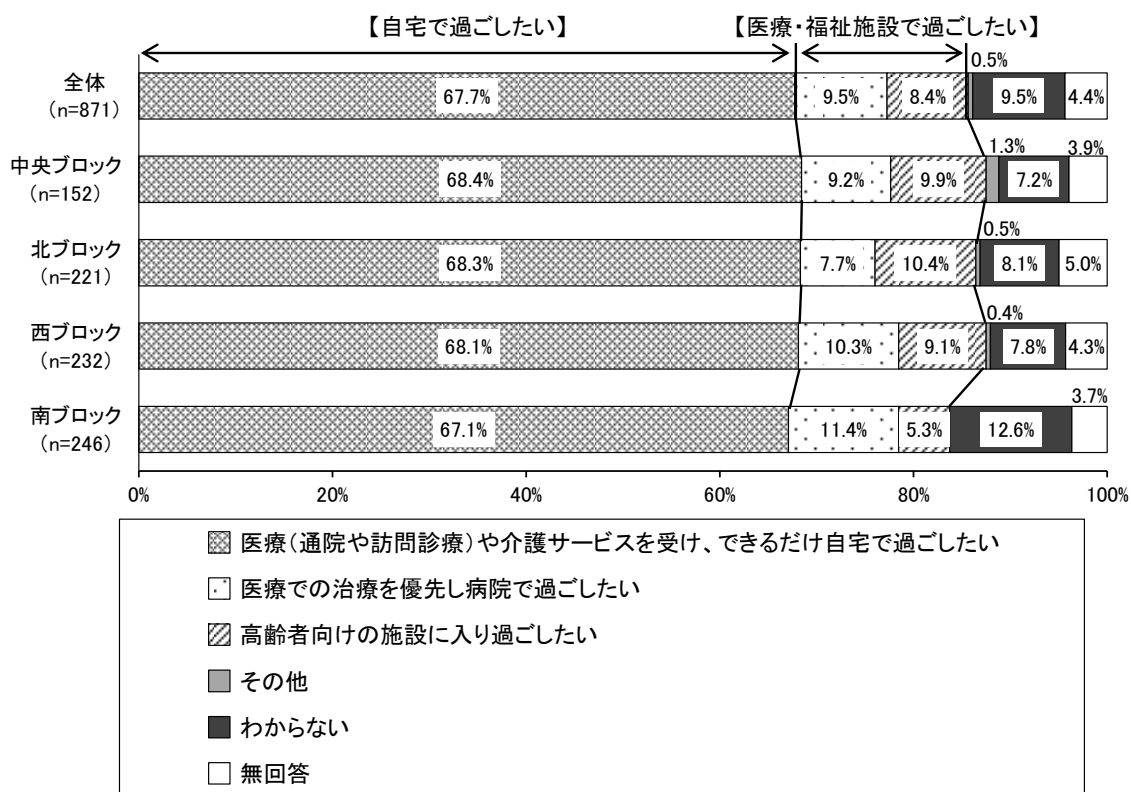 【自宅で過ごしたい】 【医療・福祉施設で過ごしたい】
0.5%
全体
(n=871)
67.7% 9.5% 8.4% 9.5% 4.4%
1.3% 3.9%
中央ブロック
(n=152)
68.4% 9.2% 9.9% 7.2%
0.5%
北ブロック
(n=221)
68.3% 7.7% 10.4% 8.1% 5.0%
0.4%
西ブロック
(n=232)
68.1% 10.3% 9.1% 7.8% 4.3%
3.7%
南ブロック
(n=246)
67.1% 11.4% 5.3% 12.6%
0% 20% 40% 60% 80% 100%
医療(通院や訪問診療)や介護サービスを受け、できるだけ自宅で過ごしたい
医療での治療を優先し病院で過ごしたい
高齢者向けの施設に入り過ごしたい
その他
わからない
無回答